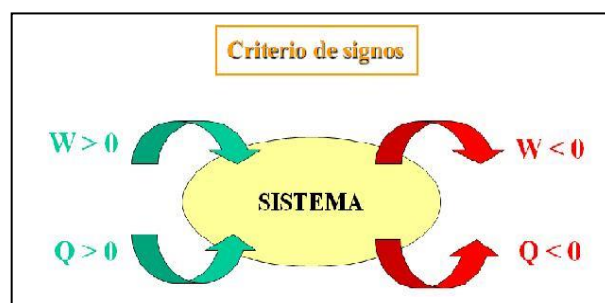 Criterio de signos
W > 0
W < 0
SISTEMA
Q > 0
Q < 0